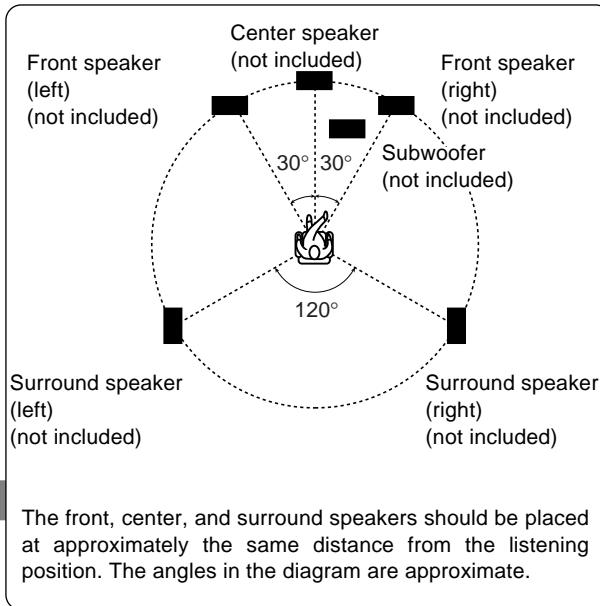 Center speaker
(not included)
Front speaker
(left)
(not included)
Front speaker
(right)
(not included)
Subwoofer
(not included)
30° 30°
120°
Surround speaker
(left)
(not included)
Surround speaker
(right)
(not included)
The front, center, and surround speakers should be placed
at approximately the same distance from the listening
position. The angles in the diagram are approximate.